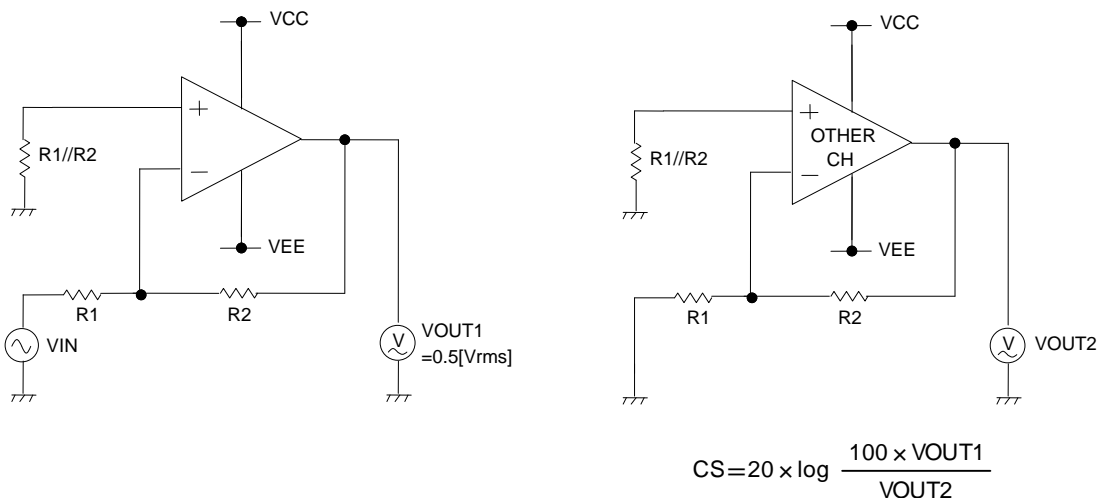 VCC
+
R1//R2
−
VEE
R1
R2
VIN
V
VOUT1
=0.5[Vrms]
VCC
+
OTHER
CH
R1//R2
−
VEE
R1
R2
V
VOUT2
CS=20 × log 100 × VOUT1
VOUT2